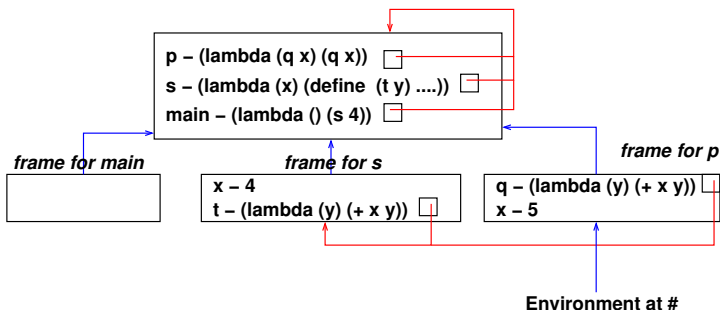 p – (lambda (q x) (q x))
s – (lambda (x) (define (t y) ....))
main – (lambda () (s 4))
frame for main
frame for s
frame for p
x – 4
t – (lambda (y) (+ x y))
q – (lambda (y) (+ x y))
x – 5
Environment at #